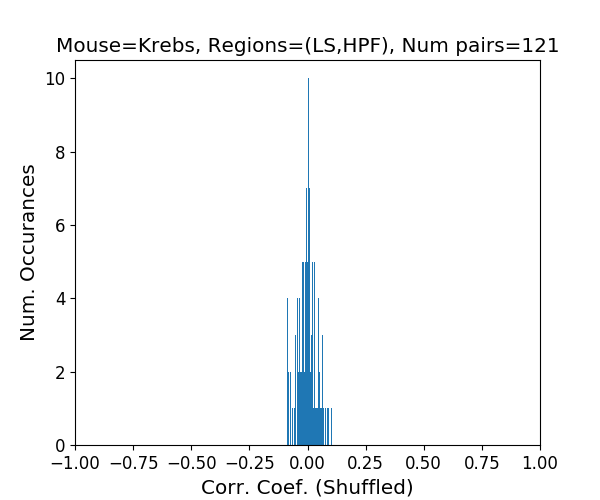 Mouse=Krebs, Regions=(LS,HPF), Num pairs=121
10
8
6
4
2
0
Num. Occurances
−1.00 −0.75 −0.50 −0.25 0.00 0.25 0.50 0.75 1.00
Corr. Coef. (Shuffled)